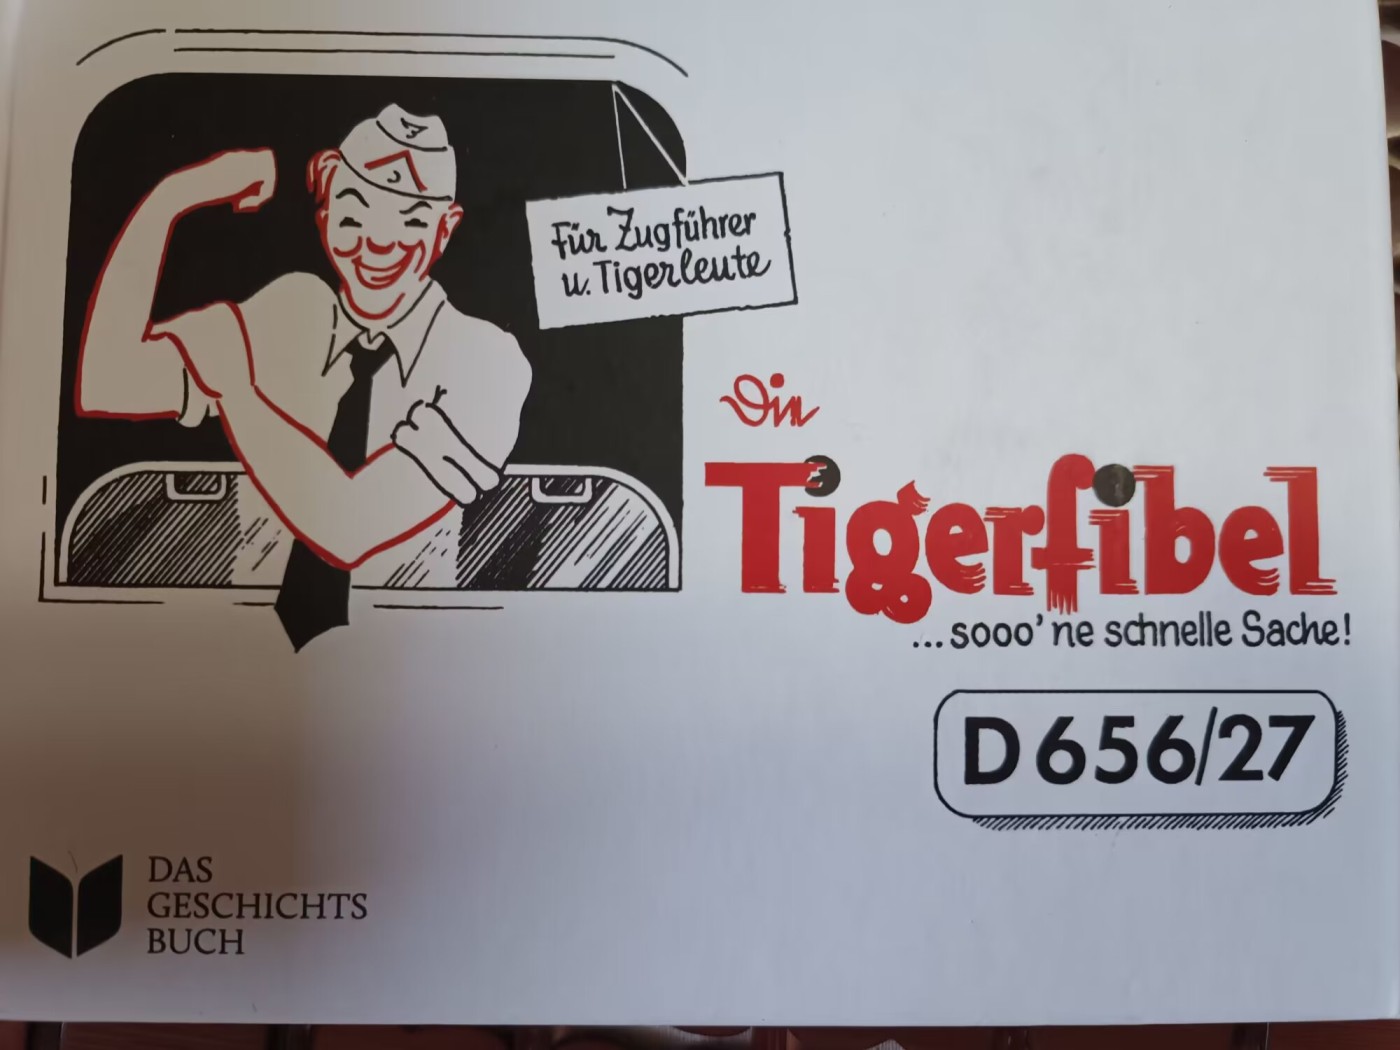 Für Zugführer
u. Tigerleute
Die
Tigerfibel
...sooo' ne schnelle Sache!
D 656/27
DAS
GESCHICHTS
BUCH